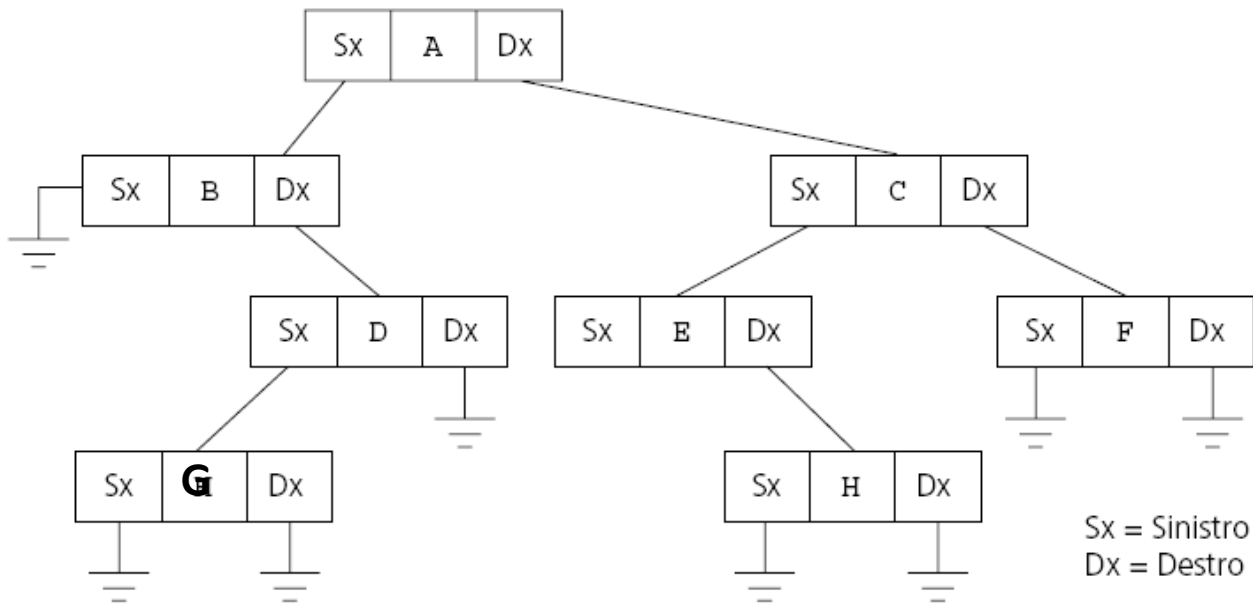 Sx A Dx
Sx B Dx
Sx C Dx
Sx D Dx
Sx E Dx
Sx F Dx
Sx G Dx
Sx H Dx
Sx = Sinistro
Dx = Destro